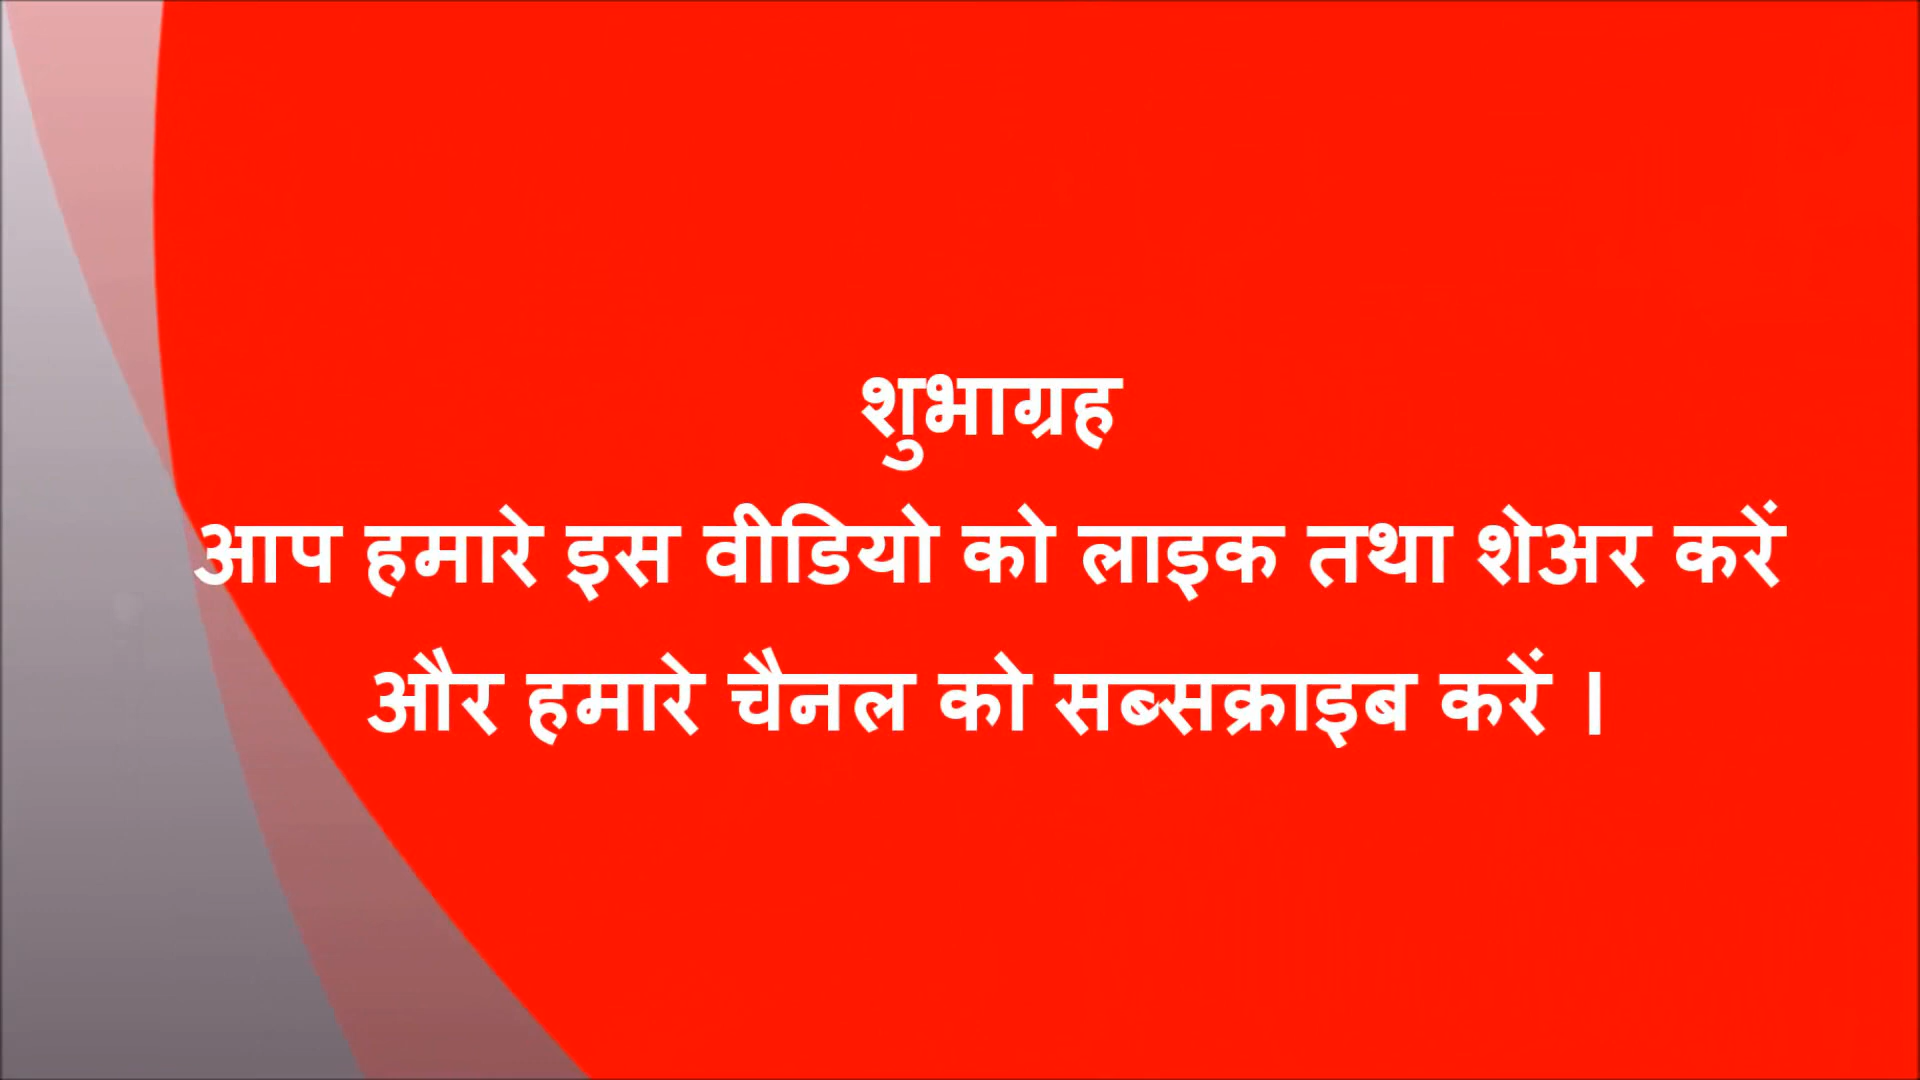 शुभाग्रह
आप हमारे इस वीडियो को लाइक तथा शेअर करें
और हमारे चैनल को सब्सक्राइब करें ।